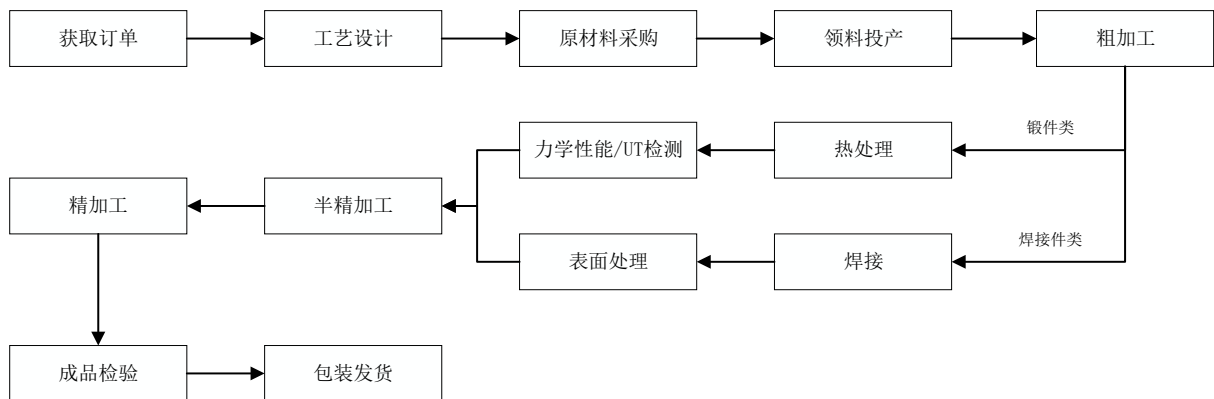 获取订单
工艺设计
原材料采购
领料投产
粗加工
锻件类
热处理
力学性能/UT检测
焊接件类
焊接
表面处理
半精加工
精加工
成品检验
包装发货